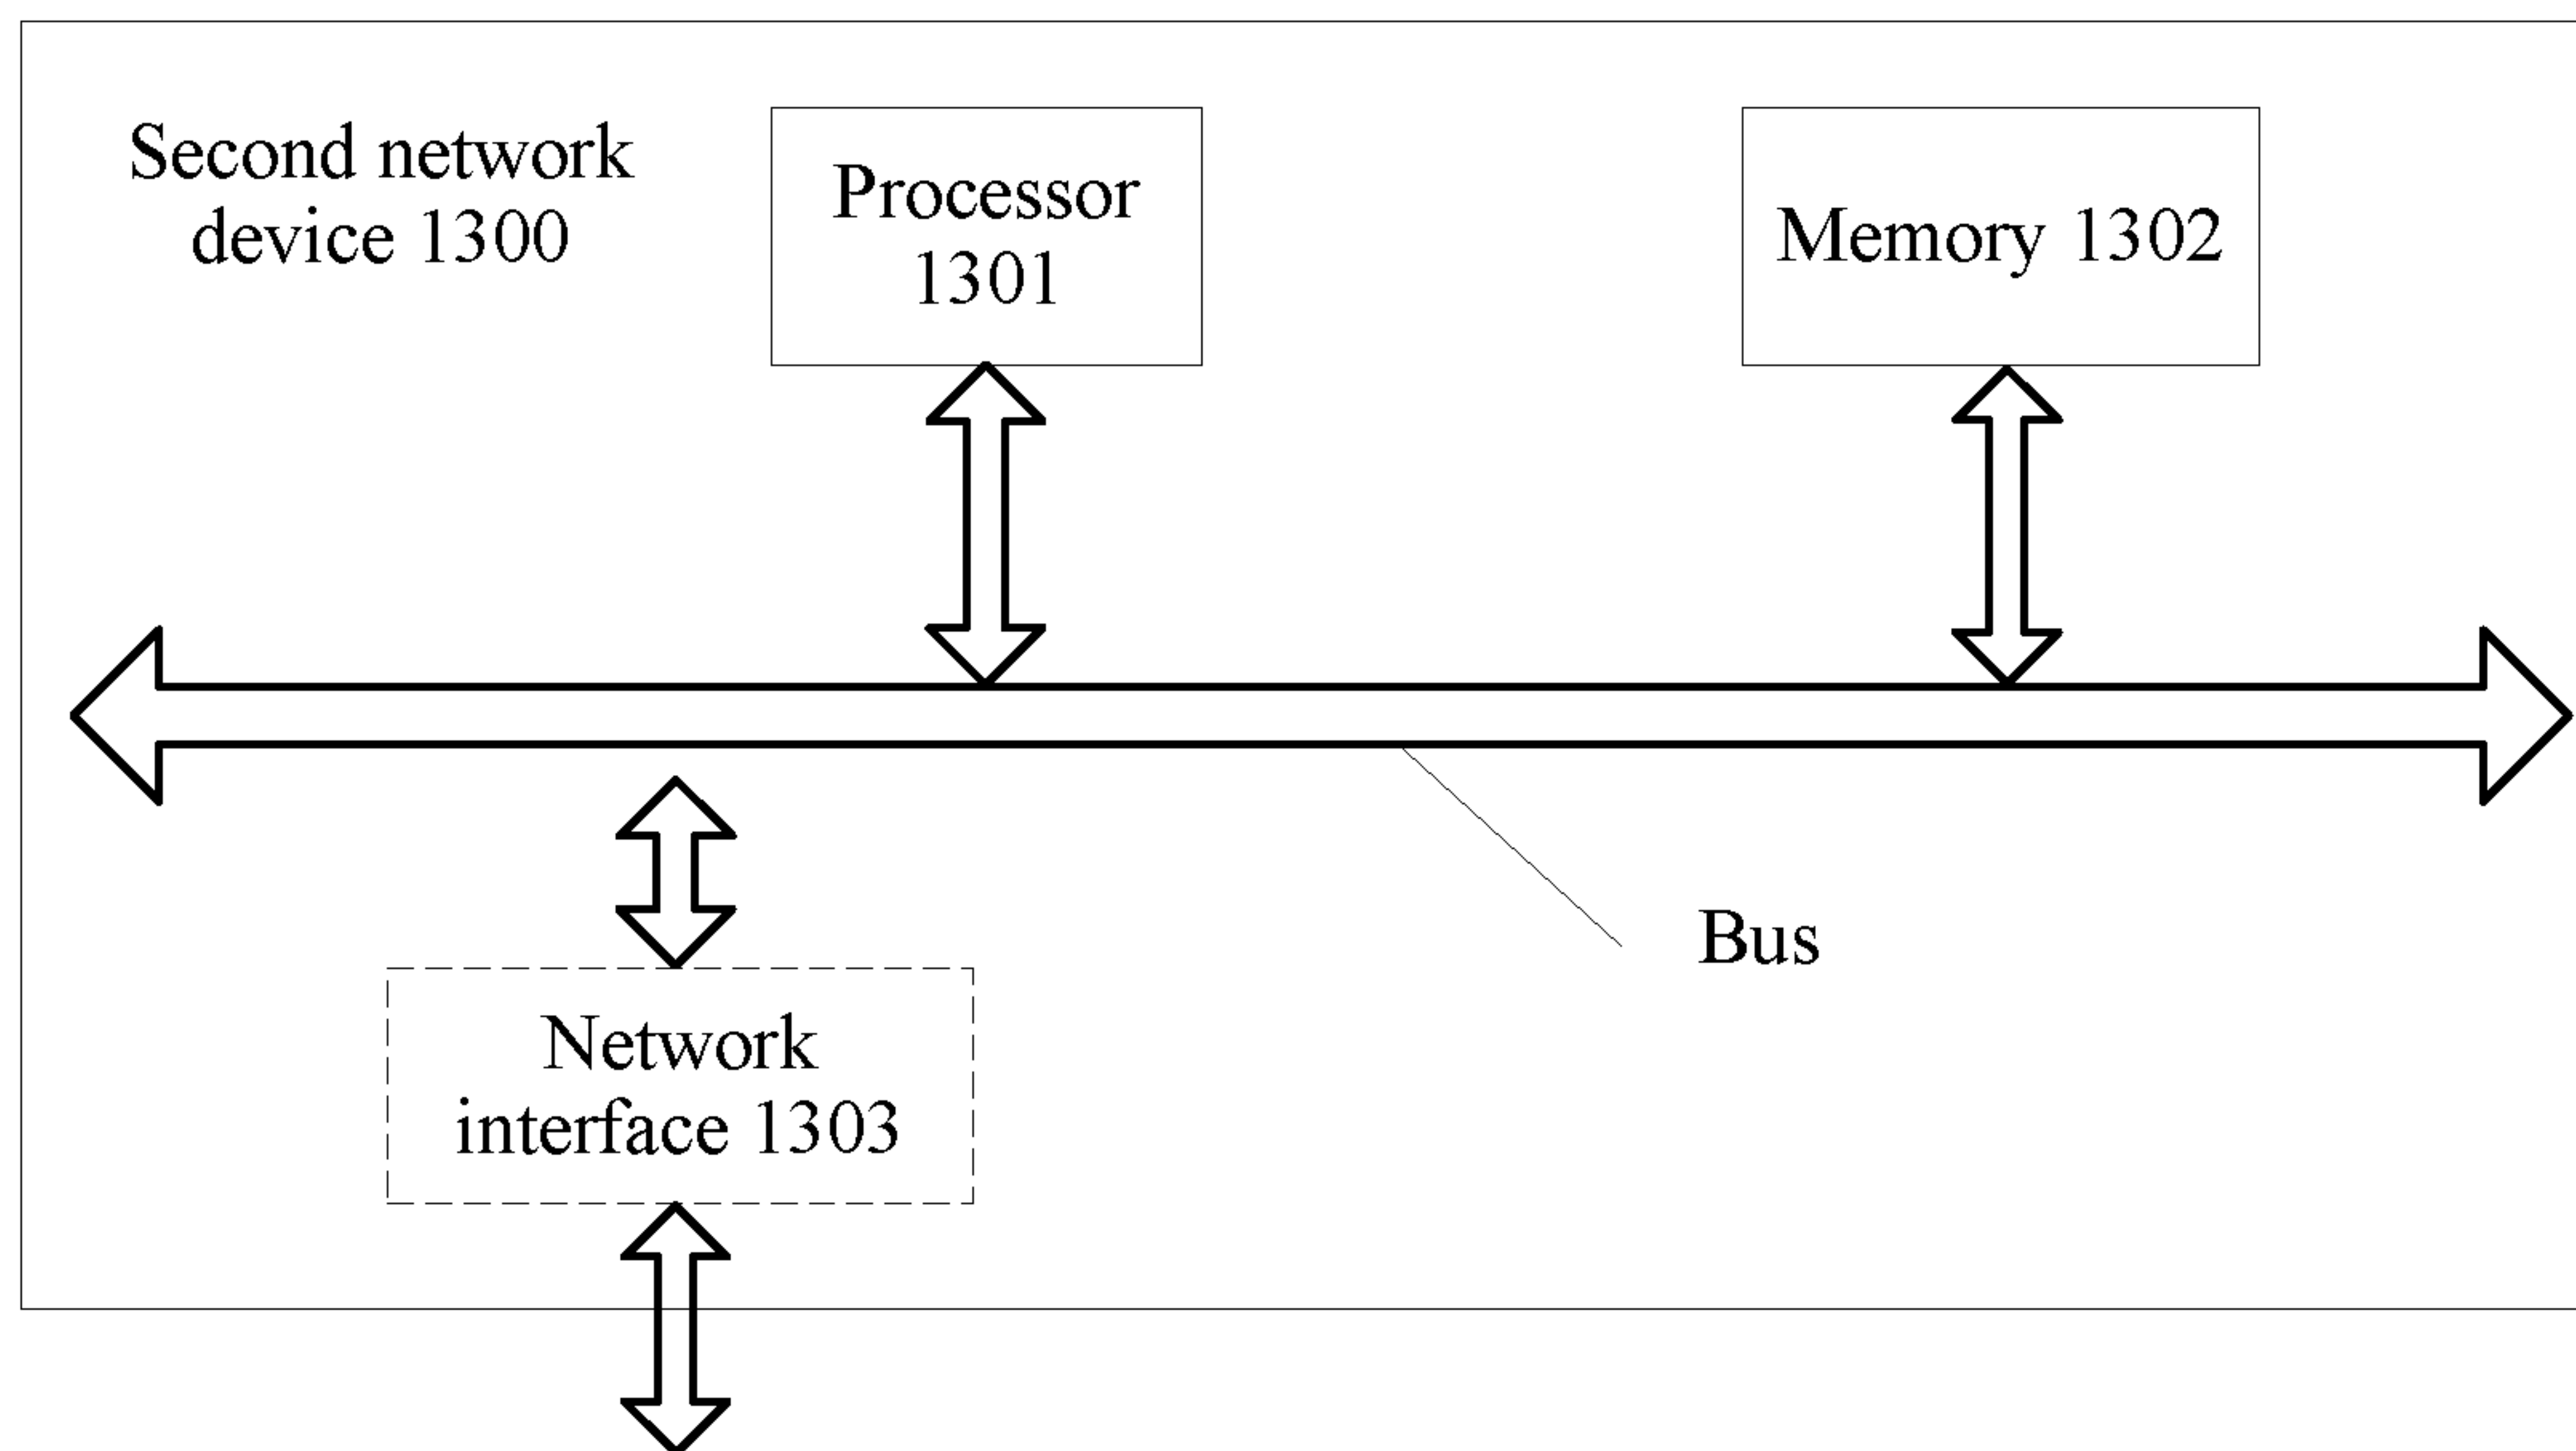 Second network
device 1300
Processor
1301
Memory 1302
Bus
Network
interface 1303